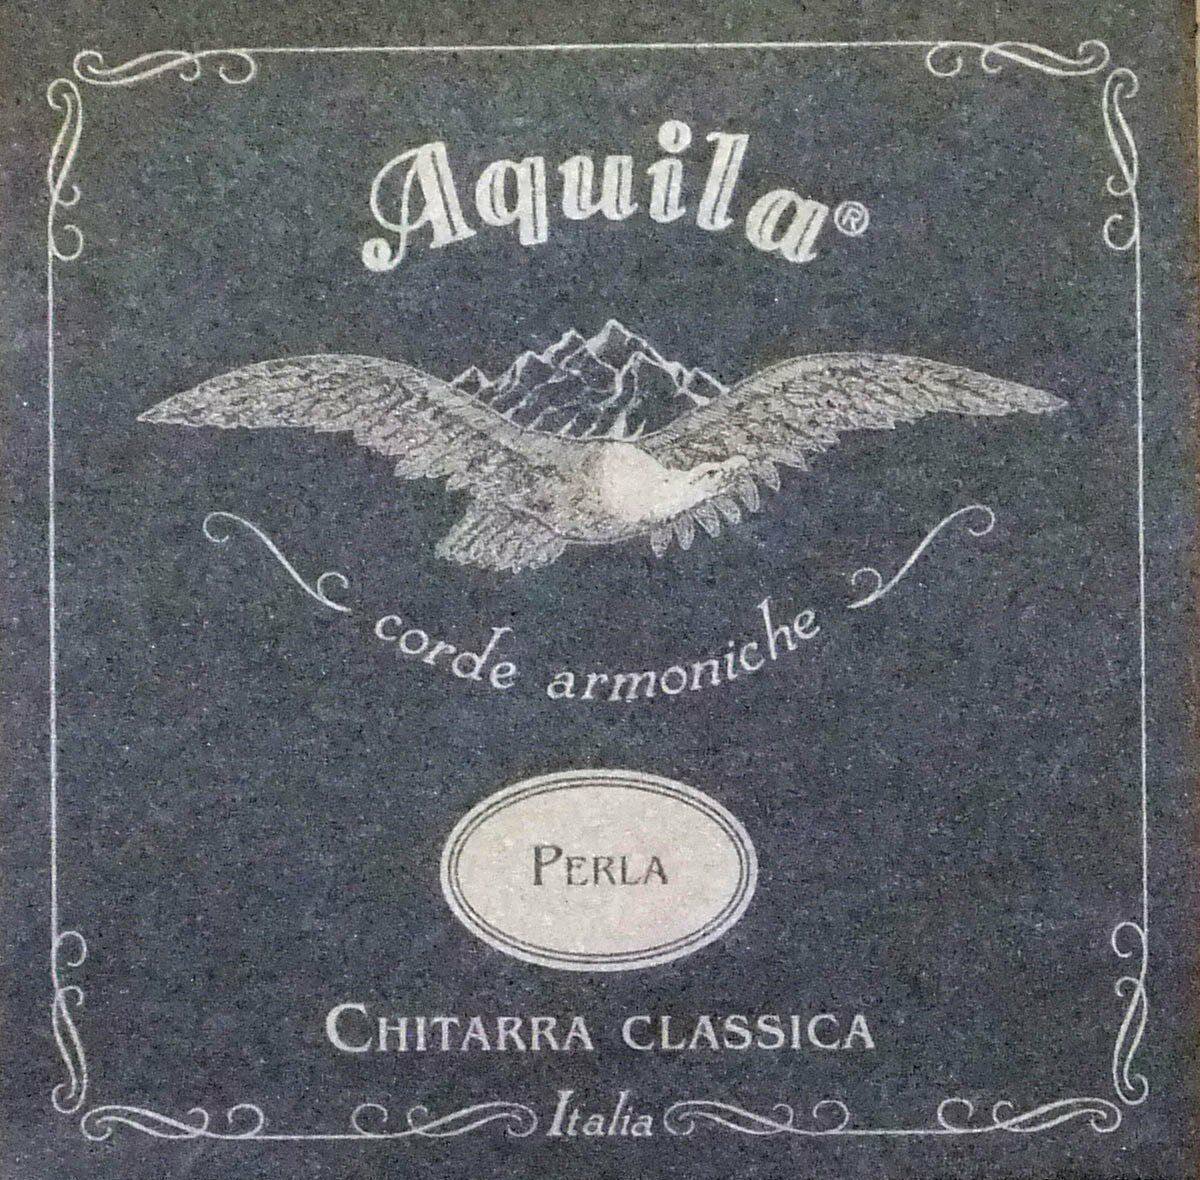 Aquila®
corde armoniche
PERLA
CHITARRA CLASSICA
Italia